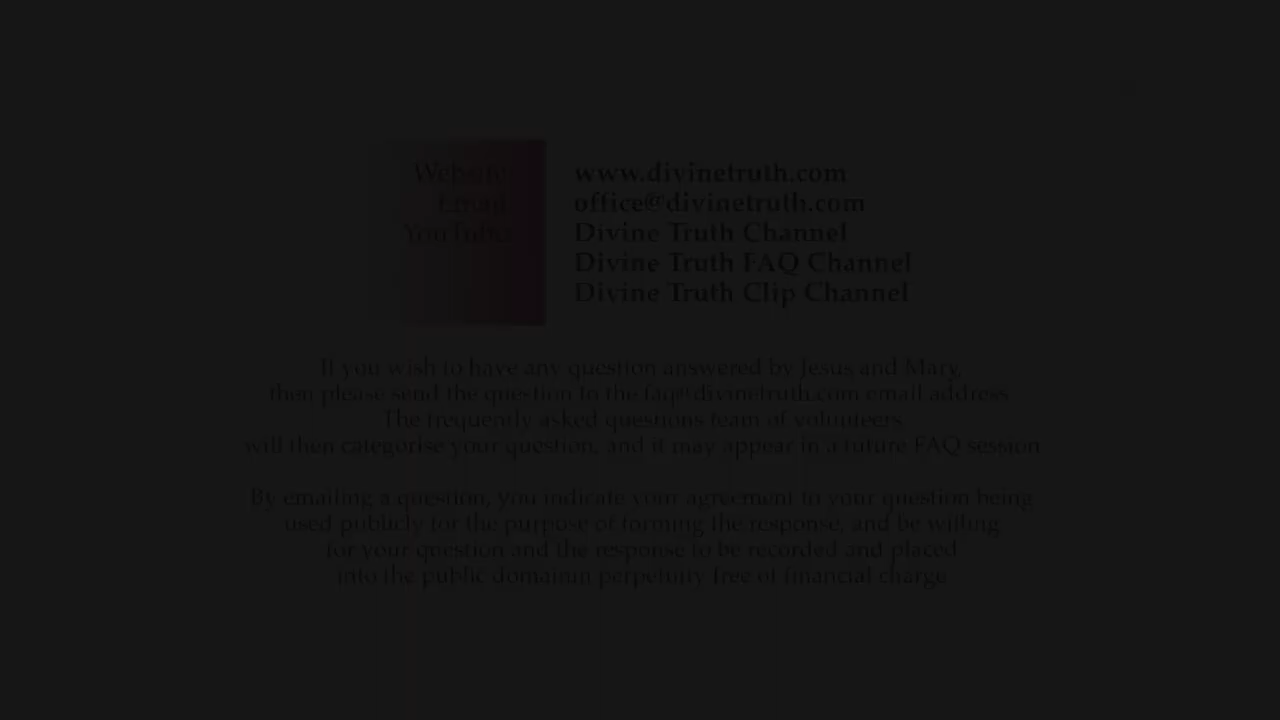 Website www.divinetruth.com
Email office@divinetruth.com
YouTube Divine Truth Channel
Divine Truth FAQ Channel
Divine Truth Clip Channel
If you wish to have any question answered by Jesus and Mary,
then please send the question to the faq@divinetruth.com email address
The frequently asked questions team of volunteers
will then categorise your question, and it may appear in a future FAQ session
By emailing a question, you indicate your agreement to your question being
used publicly for the purpose of forming the response, and be willing
for your question and the response to be recorded and placed
into the public domainin perpetuity free of financial charge